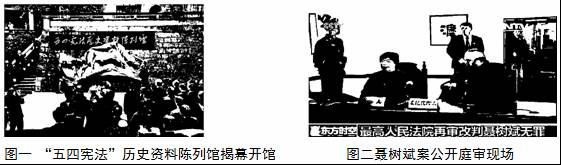 东方时空 最高人民法院再审改判聂树斌无罪
图一 “五四宪法”历史资料陈列馆揭幕开馆
图二聂树斌案公开庭审现场